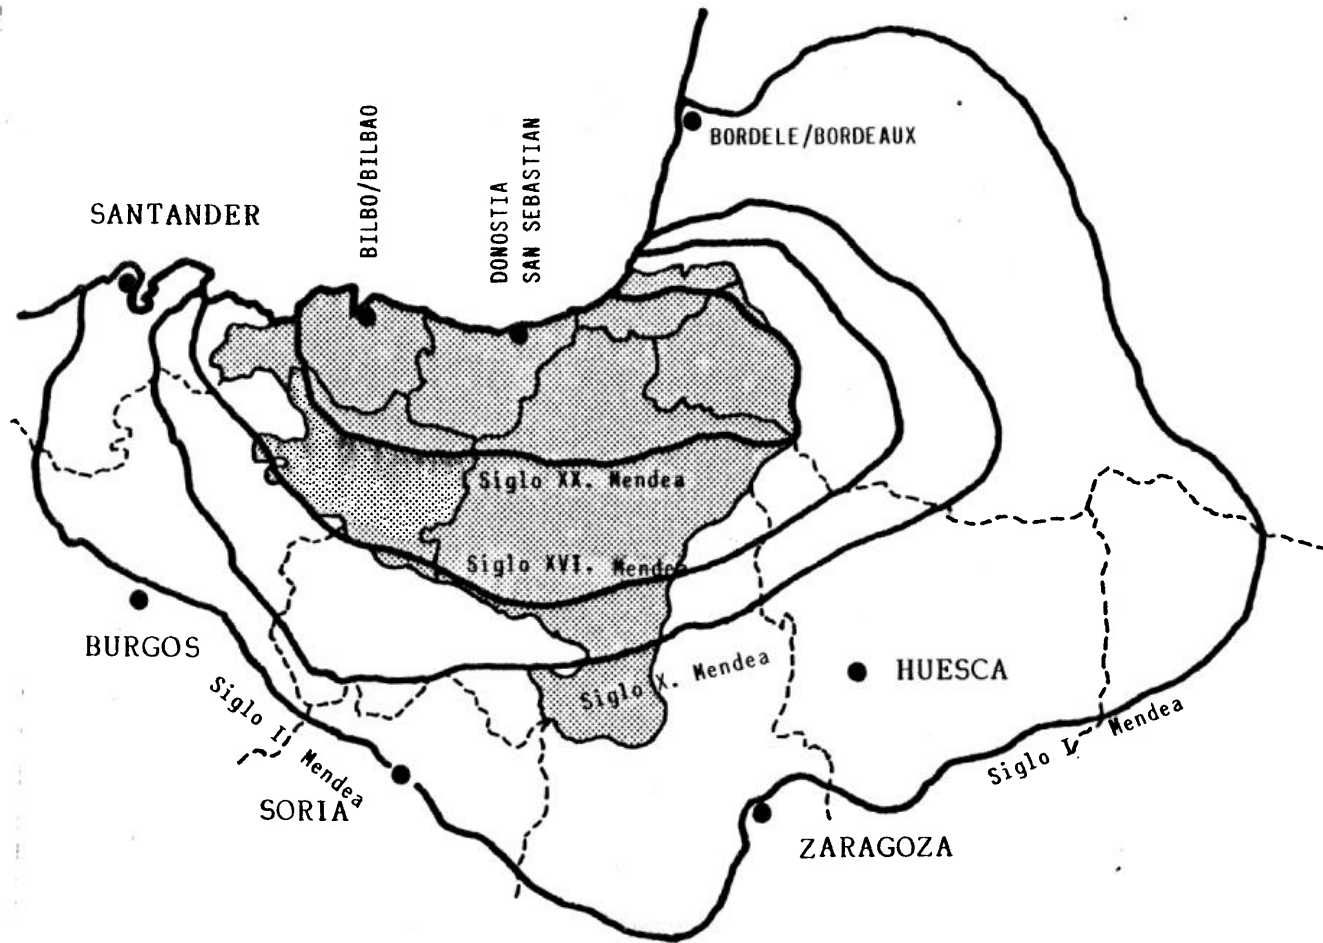 BORDELE/BORDEAUX
BILBO/BILBAO
DONOSTIA
SAN SEBASTIAN
SANTANDER
Siglo XX. Mendea
Siglo XVI. Mendea
BURGOS
Siglo X. Mendea
HUESCA
Siglo I. Mendea
Siglo I. Mendea
SORIA
ZARAGOZA